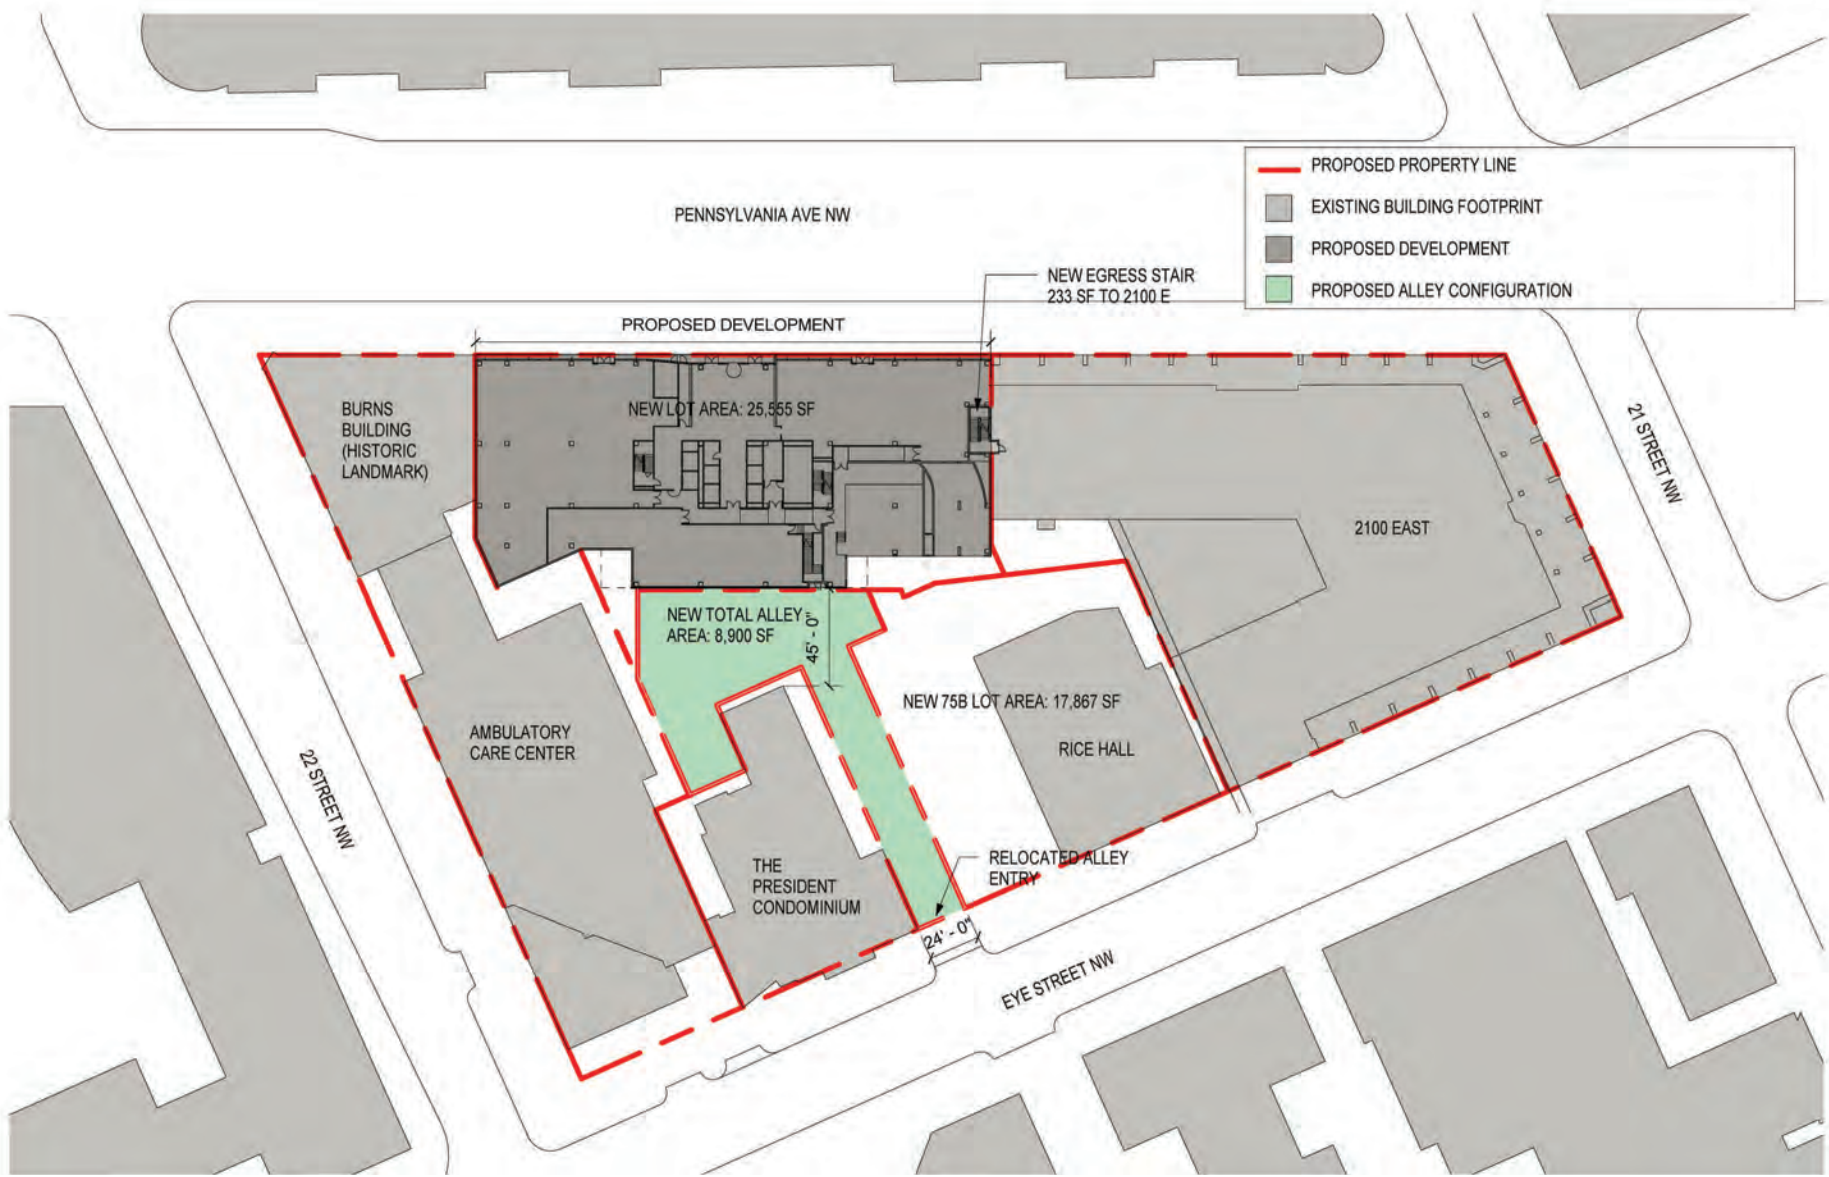 PROPOSED PROPERTY LINE
EXISTING BUILDING FOOTPRINT
PROPOSED DEVELOPMENT
PROPOSED ALLEY CONFIGURATION
PENNSYLVANIA AVE NW
NEW EGRESS STAIR
233 SF TO 2100 E
PROPOSED DEVELOPMENT
BURNS
BUILDING
(HISTORIC
LANDMARK)
NEW LOT AREA: 25,555 SF
21 STREET NW
2100 EAST
NEW TOTAL ALLEY
AREA: 8,900 SF
45' - 0"
NEW 75B LOT AREA: 17,867 SF
AMBULATORY
CARE CENTER
RICE HALL
22 STREET NW
THE
PRESIDENT
CONDOMINIUM
RELOCATED ALLEY
ENTRY
24' - 0"
EYE STREET NW